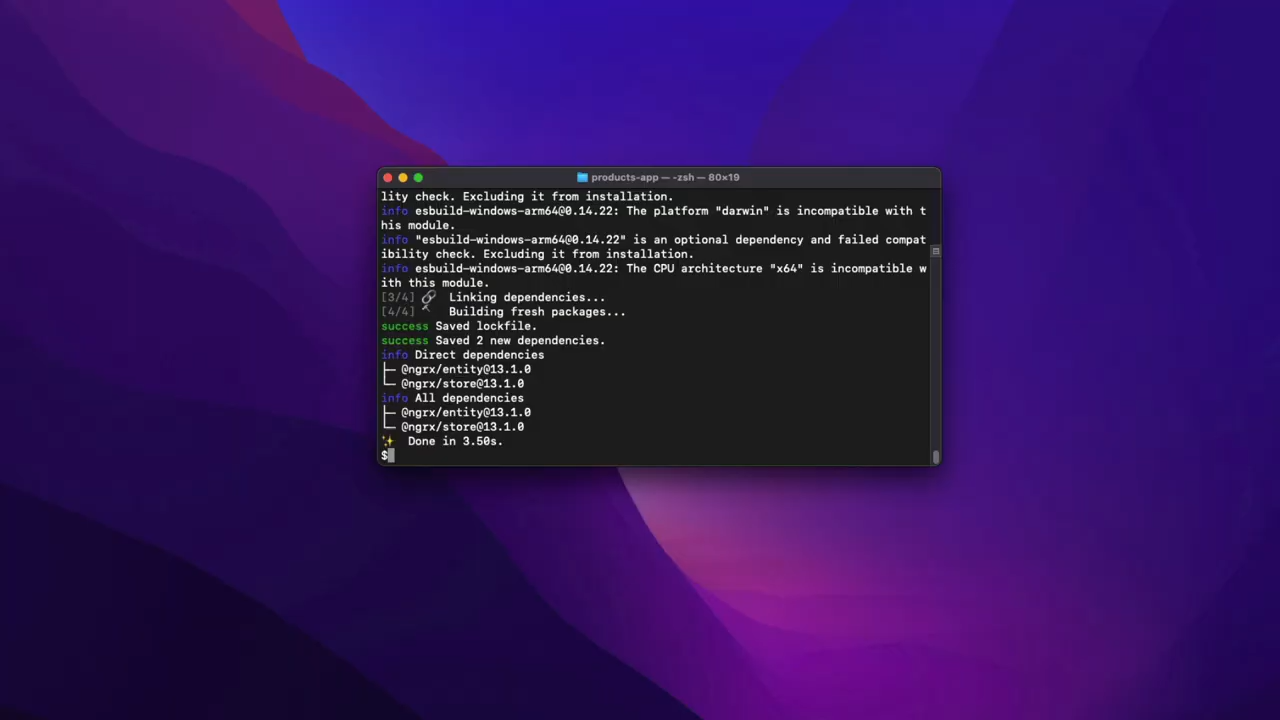 products-app — -zsh — 80×19
lity check. Excluding it from installation.
info esbuild-windows-arm64@0.14.22: The platform "darwin" is incompatible with t
his module.
info "esbuild-windows-arm64@0.14.22" is an optional dependency and failed compat
ibility check. Excluding it from installation.
info esbuild-windows-arm64@0.14.22: The CPU architecture "x64" is incompatible w
ith this module.
[3/4] 🔗  Linking dependencies...
[4/4] 🔨  Building fresh packages...
success Saved lockfile.
success Saved 2 new dependencies.
info Direct dependencies
├─ @ngrx/entity@13.1.0
└─ @ngrx/store@13.1.0
info All dependencies
├─ @ngrx/entity@13.1.0
└─ @ngrx/store@13.1.0
✨  Done in 3.50s.
$